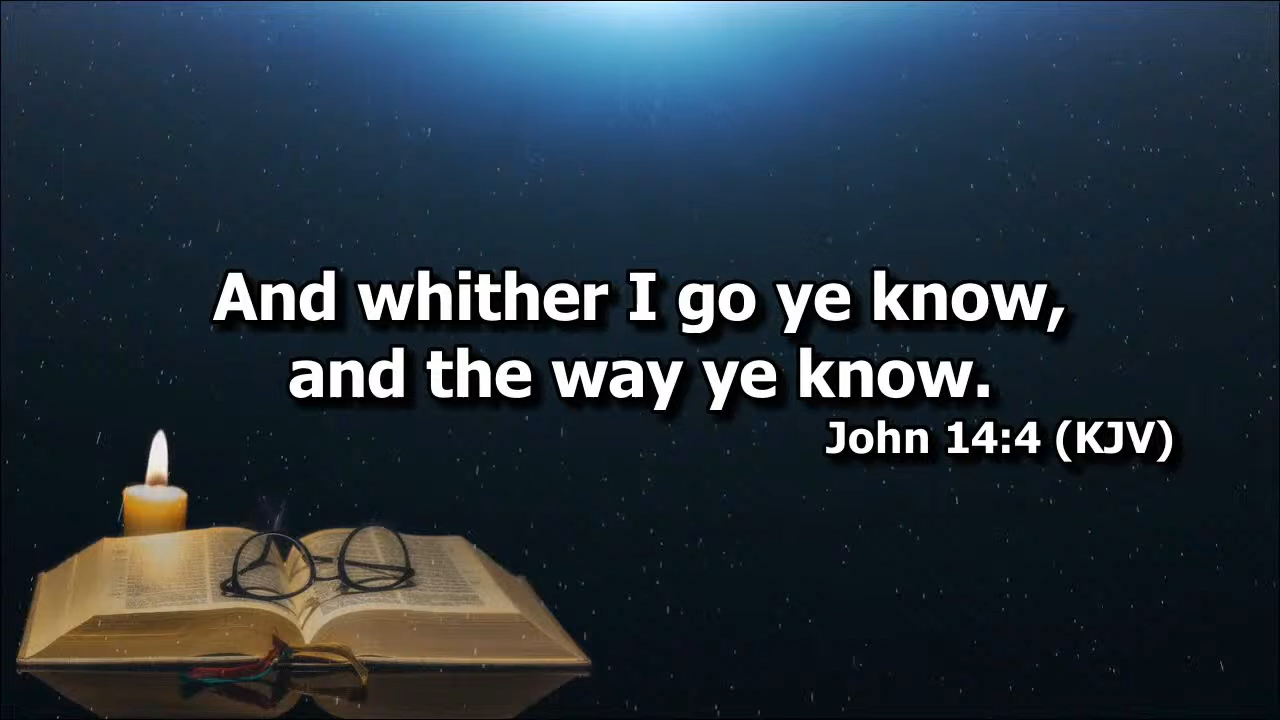 And whither I go ye know,
and the way ye know.
John 14:4 (KJV)